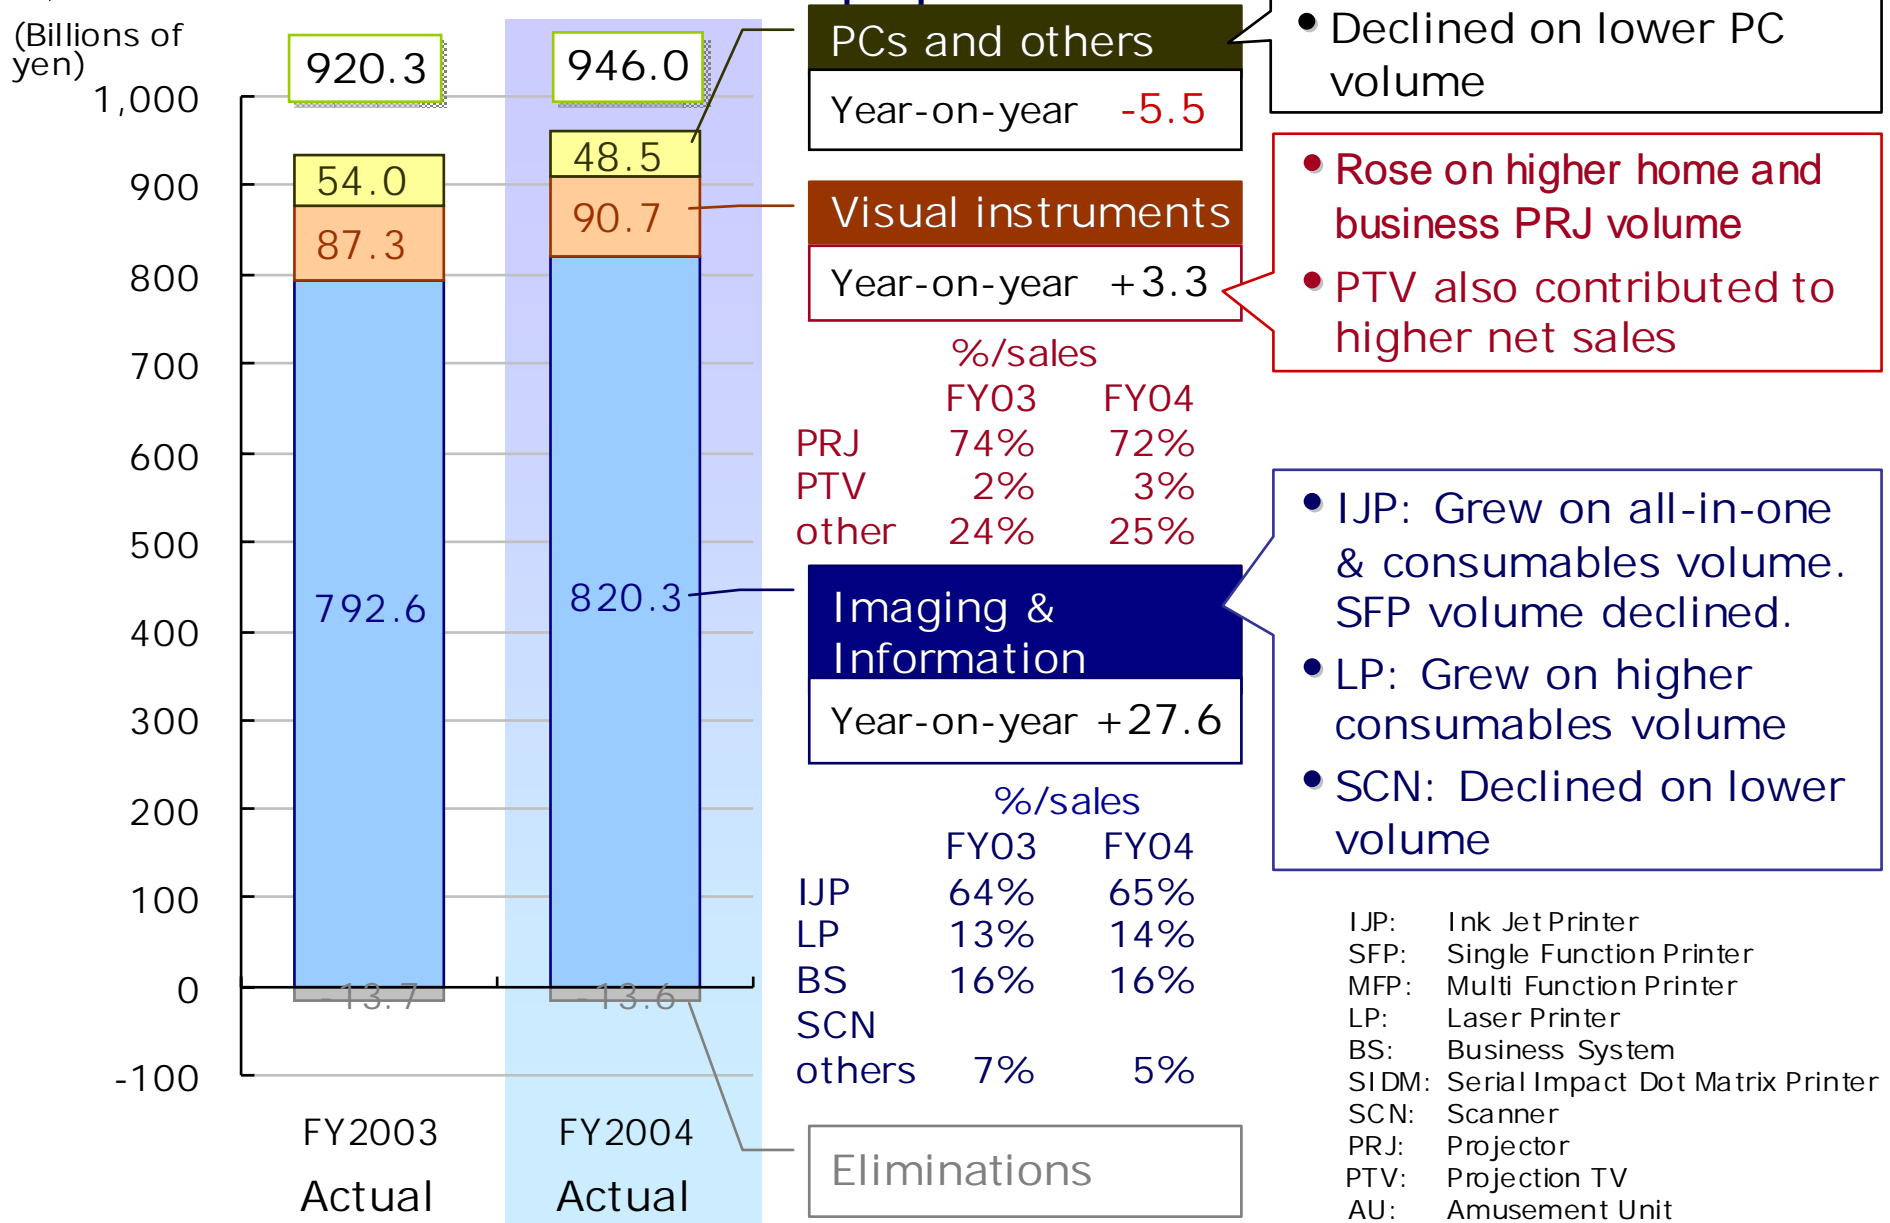 (Billions of
yen)
920.3
946.0
1,000
900
800
700
600
500
400
300
200
100
0
-100
54.0
87.3
792.6
-13.7
48.5
90.7
820.3
-13.6
FY2003
Actual
FY2004
Actual
PCs and others
Year-on-year -5.5
Visual instruments
Year-on-year +3.3
%/sales
FY03 FY04
PRJ 74% 72%
PTV 2% 3%
other 24% 25%
Imaging &
Information
Year-on-year +27.6
%/sales
FY03 FY04
IJP 64% 65%
LP 13% 14%
BS 16% 16%
SCN
others 7% 5%
Eliminations
• Declined on lower PC
volume
• Rose on higher home and
business PRJ volume
• PTV also contributed to
higher net sales
• IJP: Grew on all-in-one
& consumables volume.
SFP volume declined.
• LP: Grew on higher
consumables volume
• SCN: Declined on lower
volume
IJP: Ink Jet Printer
SFP: Single Function Printer
MFP: Multi Function Printer
LP: Laser Printer
BS: Business System
SIDM: Serial Impact Dot Matrix Printer
SCN: Scanner
PRJ: Projector
PTV: Projection TV
AU: Amusement Unit